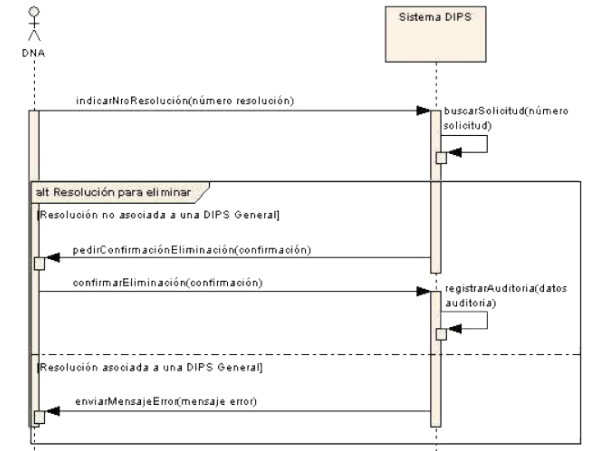 DNA
Sistema DIPS
indicarNroResolución(número resolución)
buscarSolicitud(número
solicitud)
alt Resolución para eliminar
[Resolución no asociada a una DIPS General]
pedirConfirmaciónEliminación(confirmación)
confirmarEliminación(confirmación)
registrarAuditoria(datos
auditoria)
[Resolución asociada a una DIPS General]
enviarMensajeError(mensaje error)